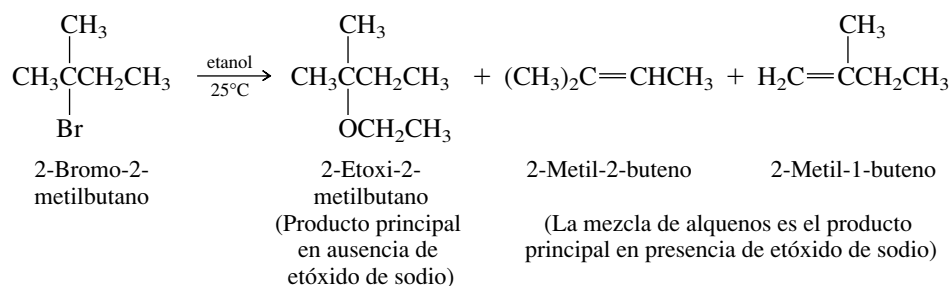 CH₃ CH₃ CH₃
CH₃CCH₂CH₃ etanol 25°C → CH₃CCH₂CH₃ + (CH₃)₂C=CHCH₃ + H₂C=CCH₂CH₃
Br OCH₂CH₃
2-Bromo-2- 2-Etoxi-2- 2-Metil-2-buteno 2-Metil-1-buteno
metilbutano metilbutano
(Producto principal (La mezcla de alquenos es el producto
en ausencia de principal en presencia de etóxido de sodio)
etóxido de sodio)